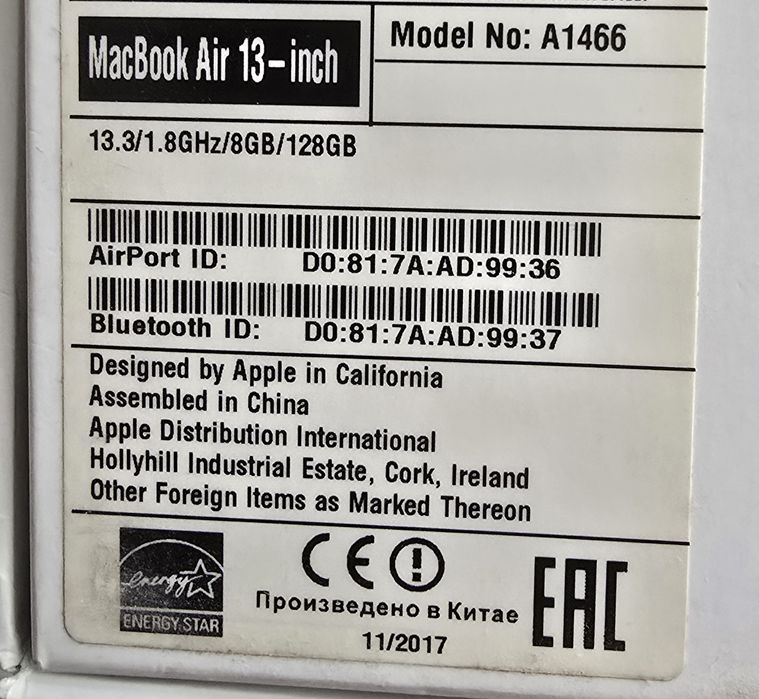 MacBook Air 13-inch
Model No: A1466
13.3/1.8GHz/8GB/128GB
AirPort ID: D0:81:7A:AD:99:36
Bluetooth ID: D0:81:7A:AD:99:37
Designed by Apple in California
Assembled in China
Apple Distribution International
Hollyhill Industrial Estate, Cork, Ireland
Other Foreign Items as Marked Thereon
energy
ENERGY STAR
CE
Произведено в Китае
11/2017
EAC